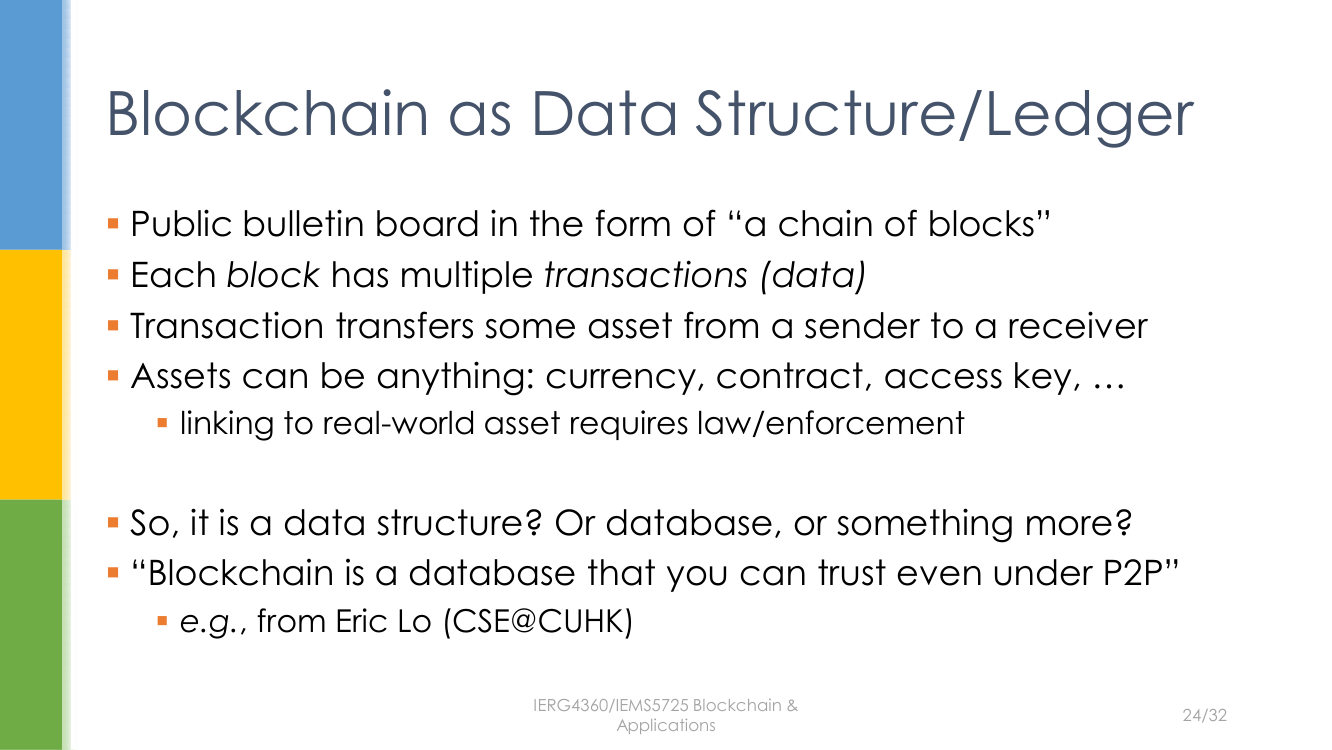 Blockchain as Data Structure/Ledger
Public bulletin board in the form of “a chain of blocks”
Each block has multiple transactions (data)
Transaction transfers some asset from a sender to a receiver
Assets can be anything: currency, contract, access key, …
linking to real-world asset requires law/enforcement
So, it is a data structure? Or database, or something more?
“Blockchain is a database that you can trust even under P2P”
e.g., from Eric Lo (CSE@CUHK)
IERG4360/IEMS5725 Blockchain &
Applications
24/32